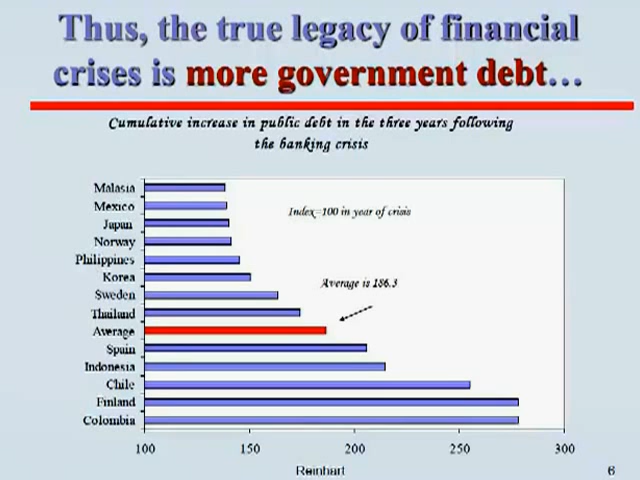 Thus, the true legacy of financial
crises is more government debt…
Cumulative increase in public debt in the three years following
the banking crisis
Malasia
Mexico
Index=100 in year of crisis
Japan
Norway
Philippines
Korea
Average is 186.3
Sweden
Thailand
Average
Spain
Indonesia
Chile
Finland
Colombia
100 150 200 250 300
Reinhart 6